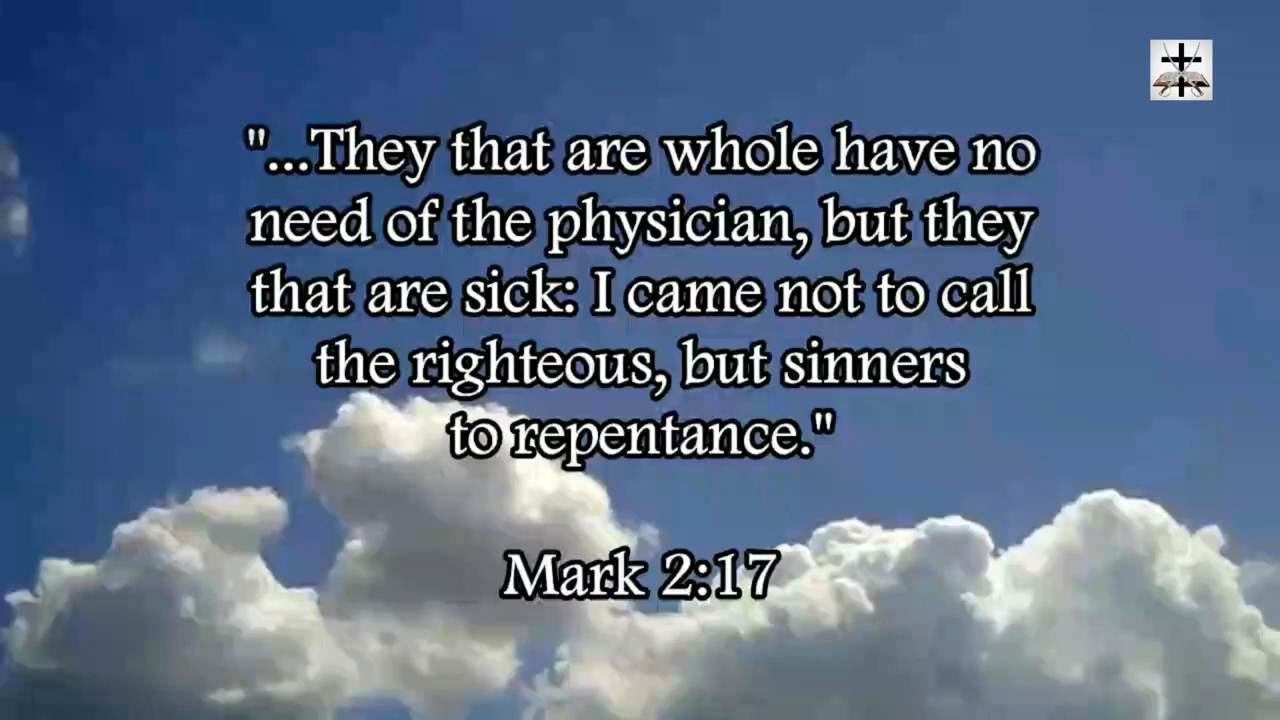 "...They that are whole have no
need of the physician, but they
that are sick: I came not to call
the righteous, but sinners
to repentance."
Mark 2:17